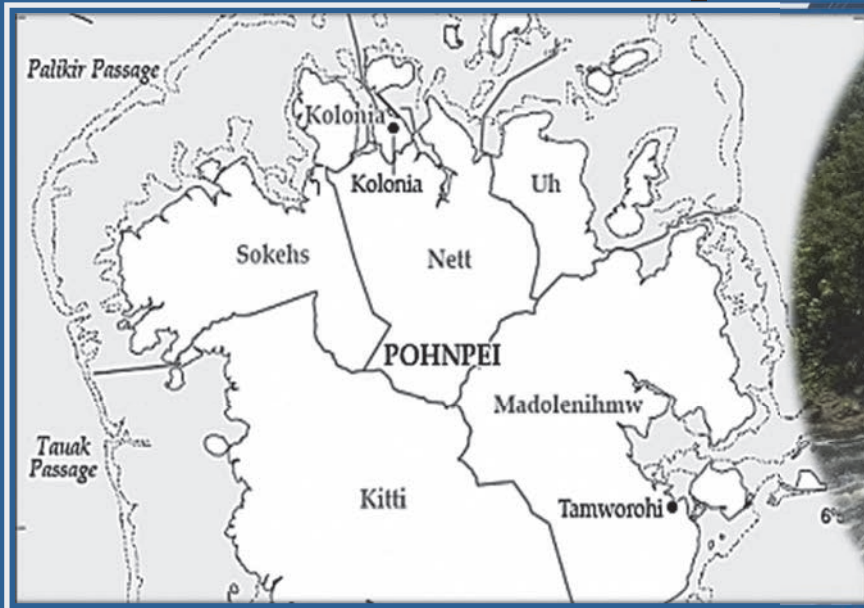 Palikir Passage
Kolonia
Kolonia
Uh
Sokehs
Nett
POHNPEI
Madolenihmw
Tauak
Passage
Kitti
Tamworohi